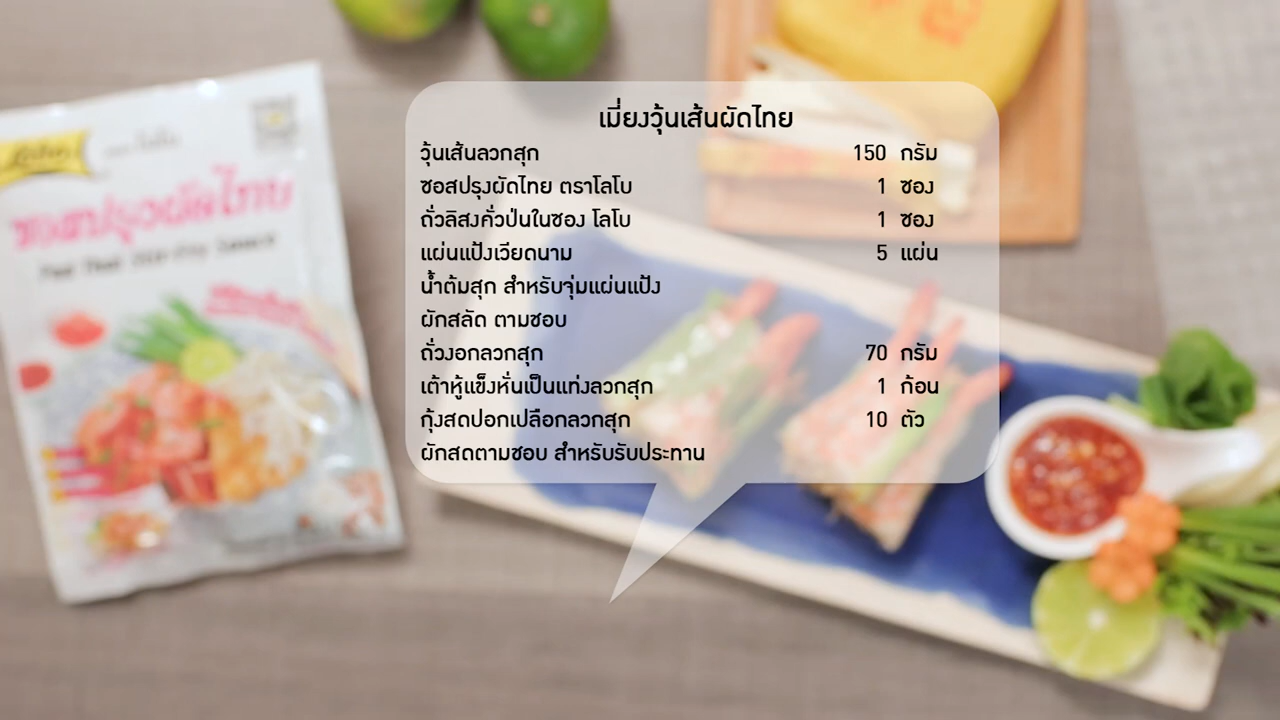 เมี่ยงวุ้นเส้นผัดไทย
วุ้นเส้นลวกสุก 150 กรัม
ซอสปรุงผัดไทย ตราโลโบ 1 ซอง
ถั่วลิสงคั่วป่นในซอง โลโบ 1 ซอง
แผ่นแป้งเวียดนาม 5 แผ่น
น้ำต้มสุก สำหรับจุ่มแผ่นแป้ง
ผักสลัด ตามชอบ
ถั่วงอกลวกสุก 70 กรัม
เต้าหู้แข็งหั่นเป็นแท่งลวกสุก 1 ก้อน
กุ้งสดปอกเปลือกลวกสุก 10 ตัว
ผักสดตามชอบ สำหรับรับประทาน
Lobo
ซอสปรุงผัดไทย
Pad Thai Stir-Fry Sauce